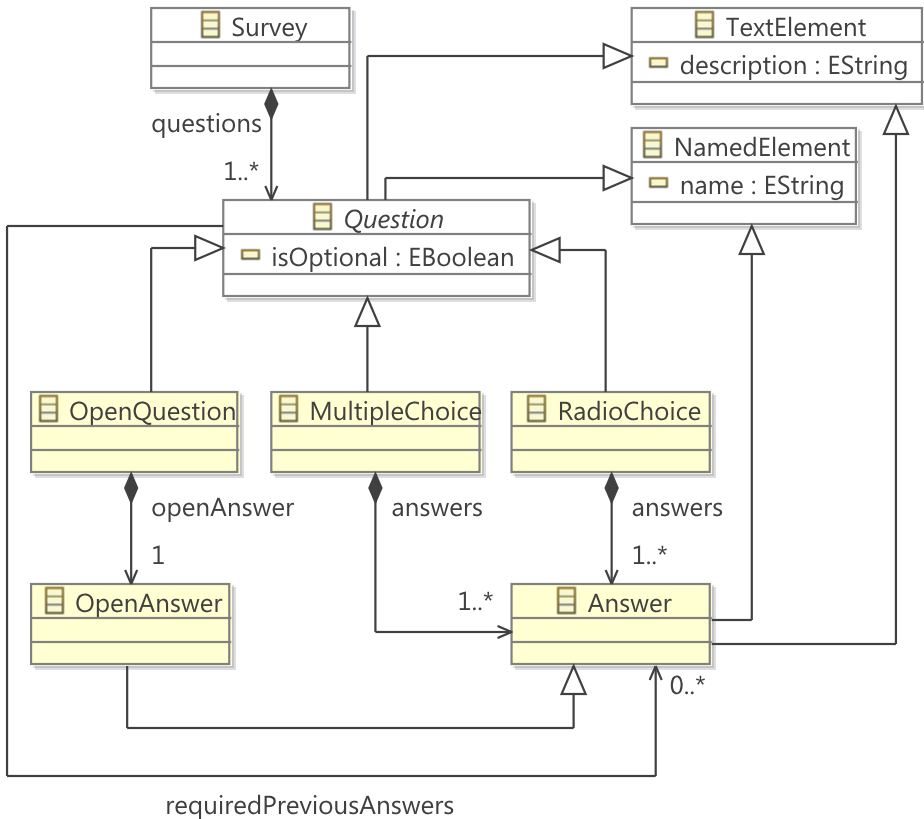 Survey
TextElement
description : EString
questions
1..*
NamedElement
name : EString
Question
isOptional : EBoolean
OpenQuestion
MultipleChoice
RadioChoice
openAnswer
answers
answers
1
1..*
1..*
OpenAnswer
Answer
0..*
requiredPreviousAnswers